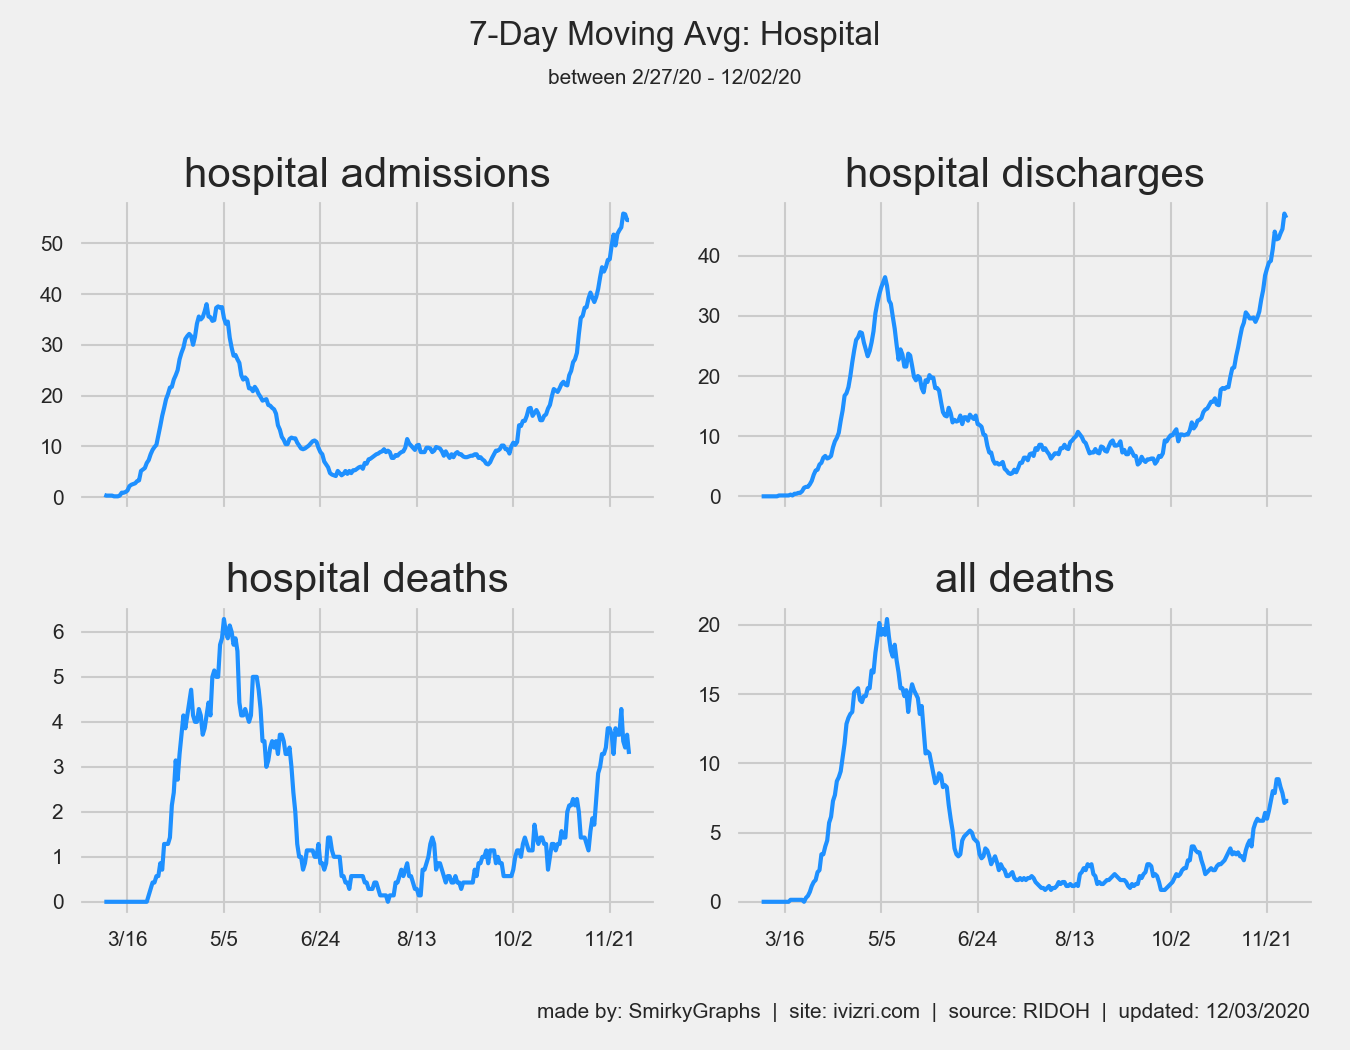 7-Day Moving Avg: Hospital
between 2/27/20 - 12/02/20
hospital admissions
hospital discharges
50
40
30
20
10
0
40
30
20
10
0
hospital deaths
all deaths
6
5
4
3
2
1
0
20
15
10
5
0
3/16 5/5 6/24 8/13 10/2 11/21
3/16 5/5 6/24 8/13 10/2 11/21
made by: SmirkyGraphs | site: ivizri.com | source: RIDOH | updated: 12/03/2020